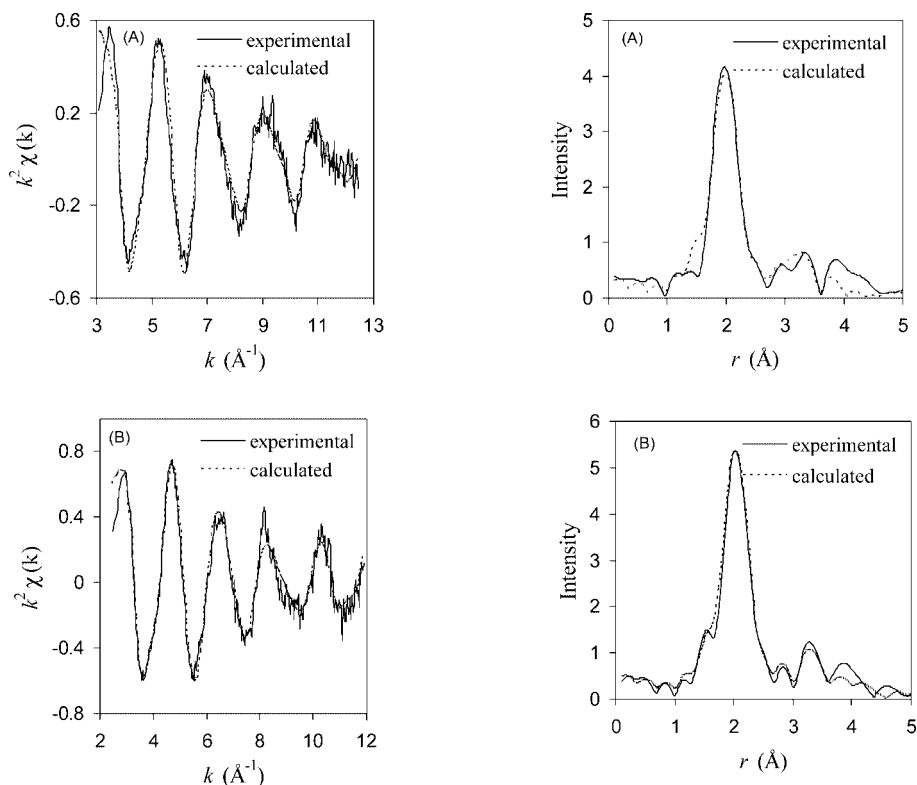 (A)
experimental
calculated
0.6
0.2
-0.2
-0.6
k² χ (k)
3 5 7 9 11 13
k (Å⁻¹)
(A)
experimental
calculated
5
4
3
2
1
0
Intensity
0 1 2 3 4 5
r (Å)
(B)
experimental
calculated
0.8
0.4
0
-0.4
-0.8
k² χ (k)
2 4 6 8 10 12
k (Å⁻¹)
(B)
experimental
calculated
6
5
4
3
2
1
0
Intensity
0 1 2 3 4 5
r (Å)